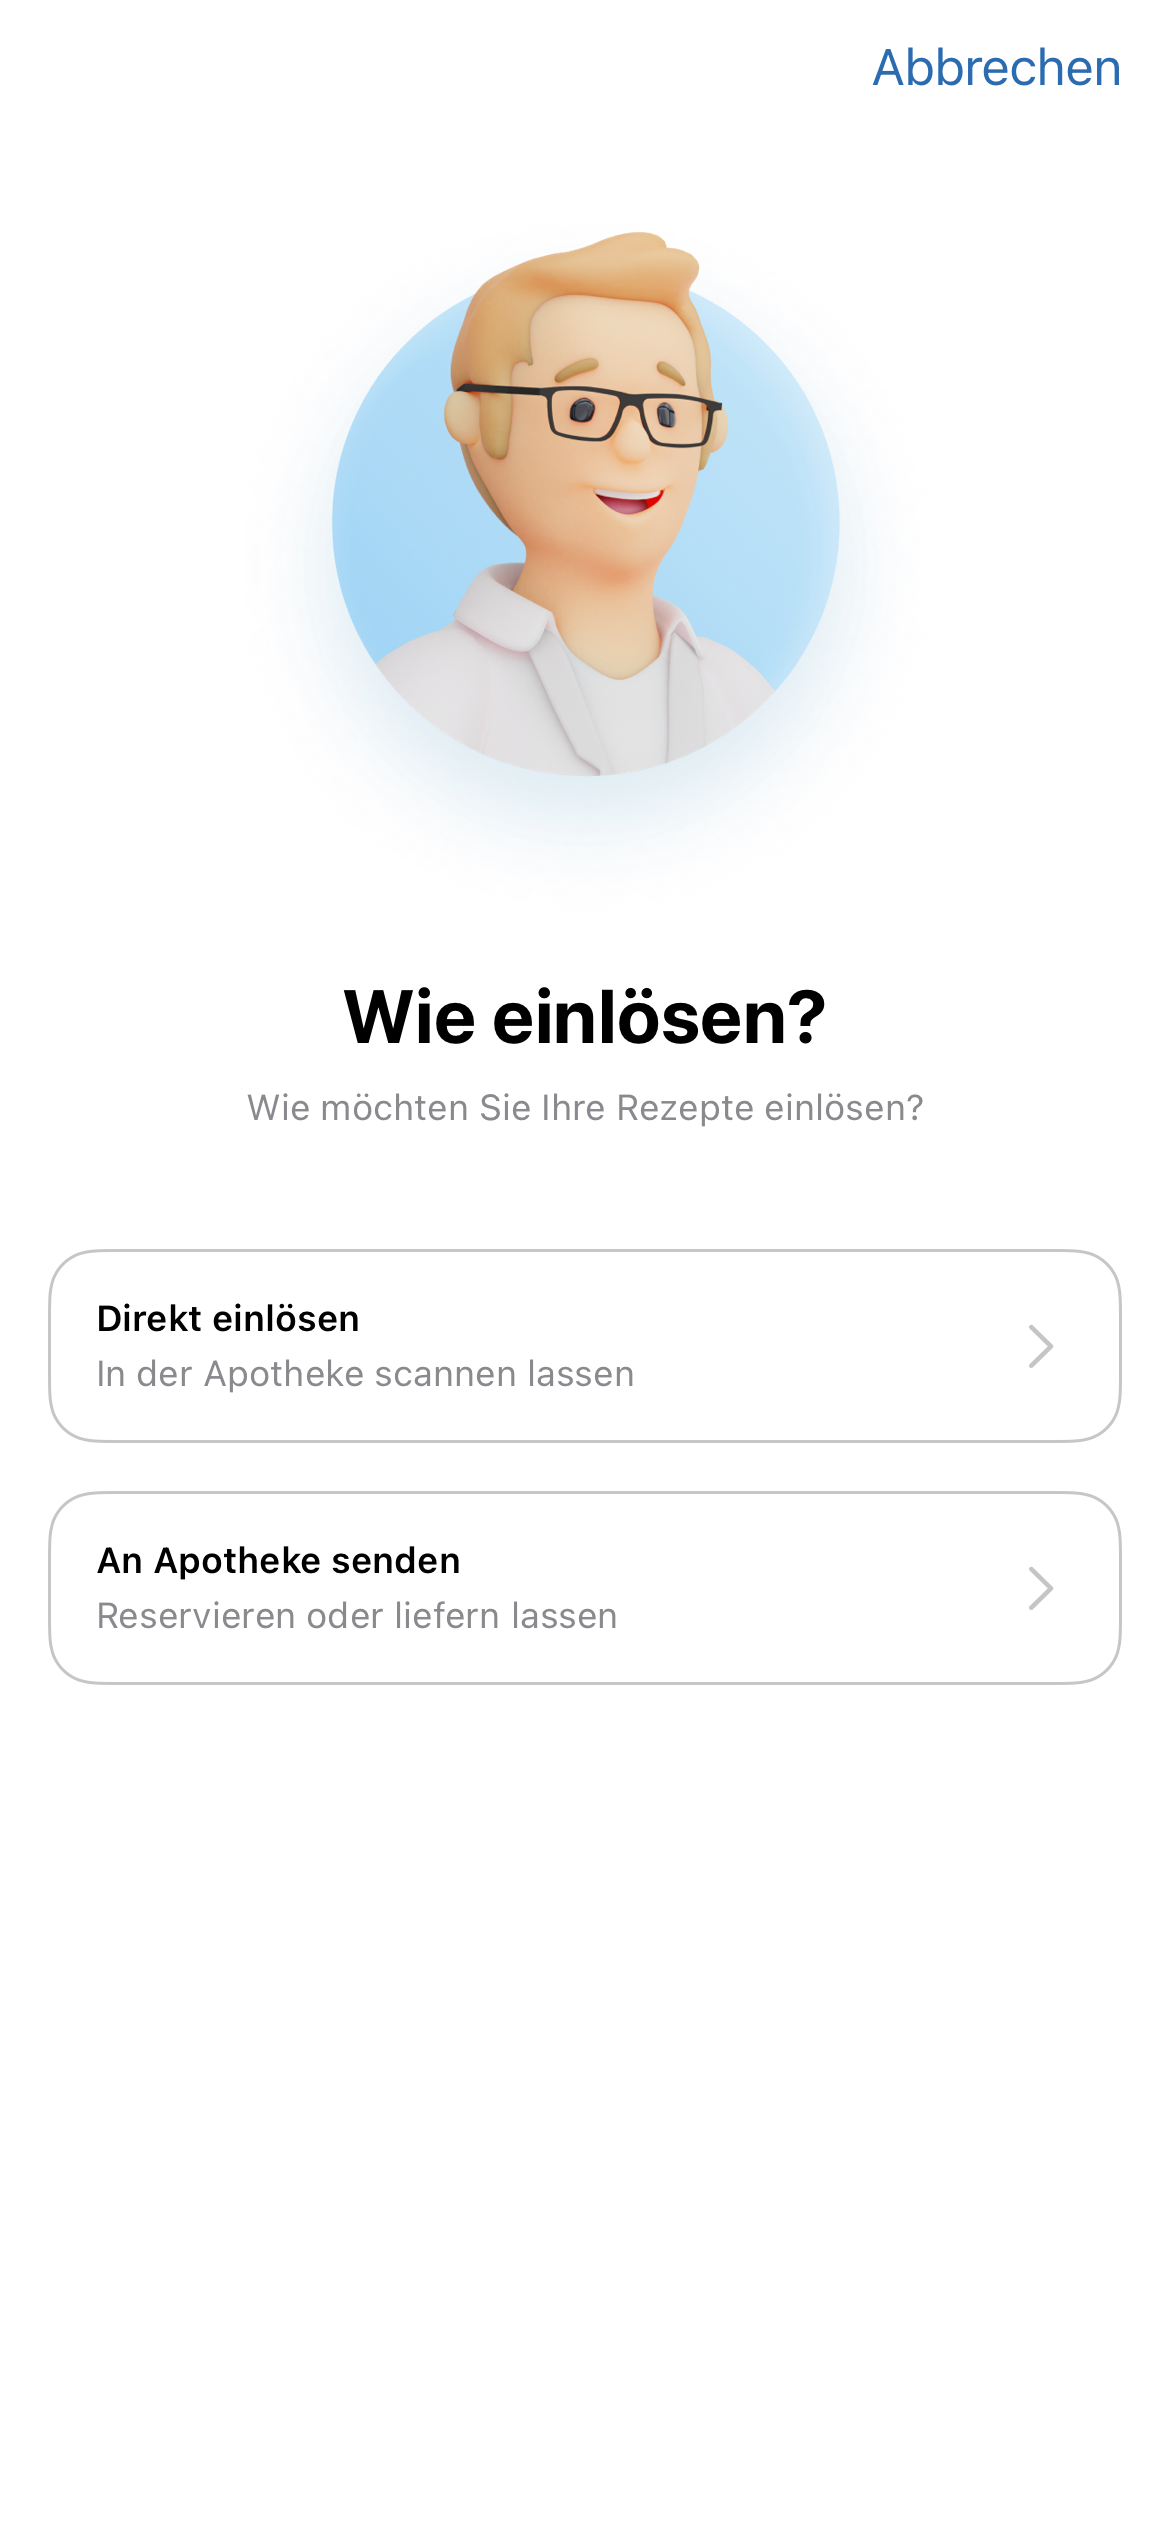 Abbrechen
Wie einlösen?
Wie möchten Sie Ihre Rezepte einlösen?
Direkt einlösen
In der Apotheke scannen lassen
An Apotheke senden
Reservieren oder liefern lassen